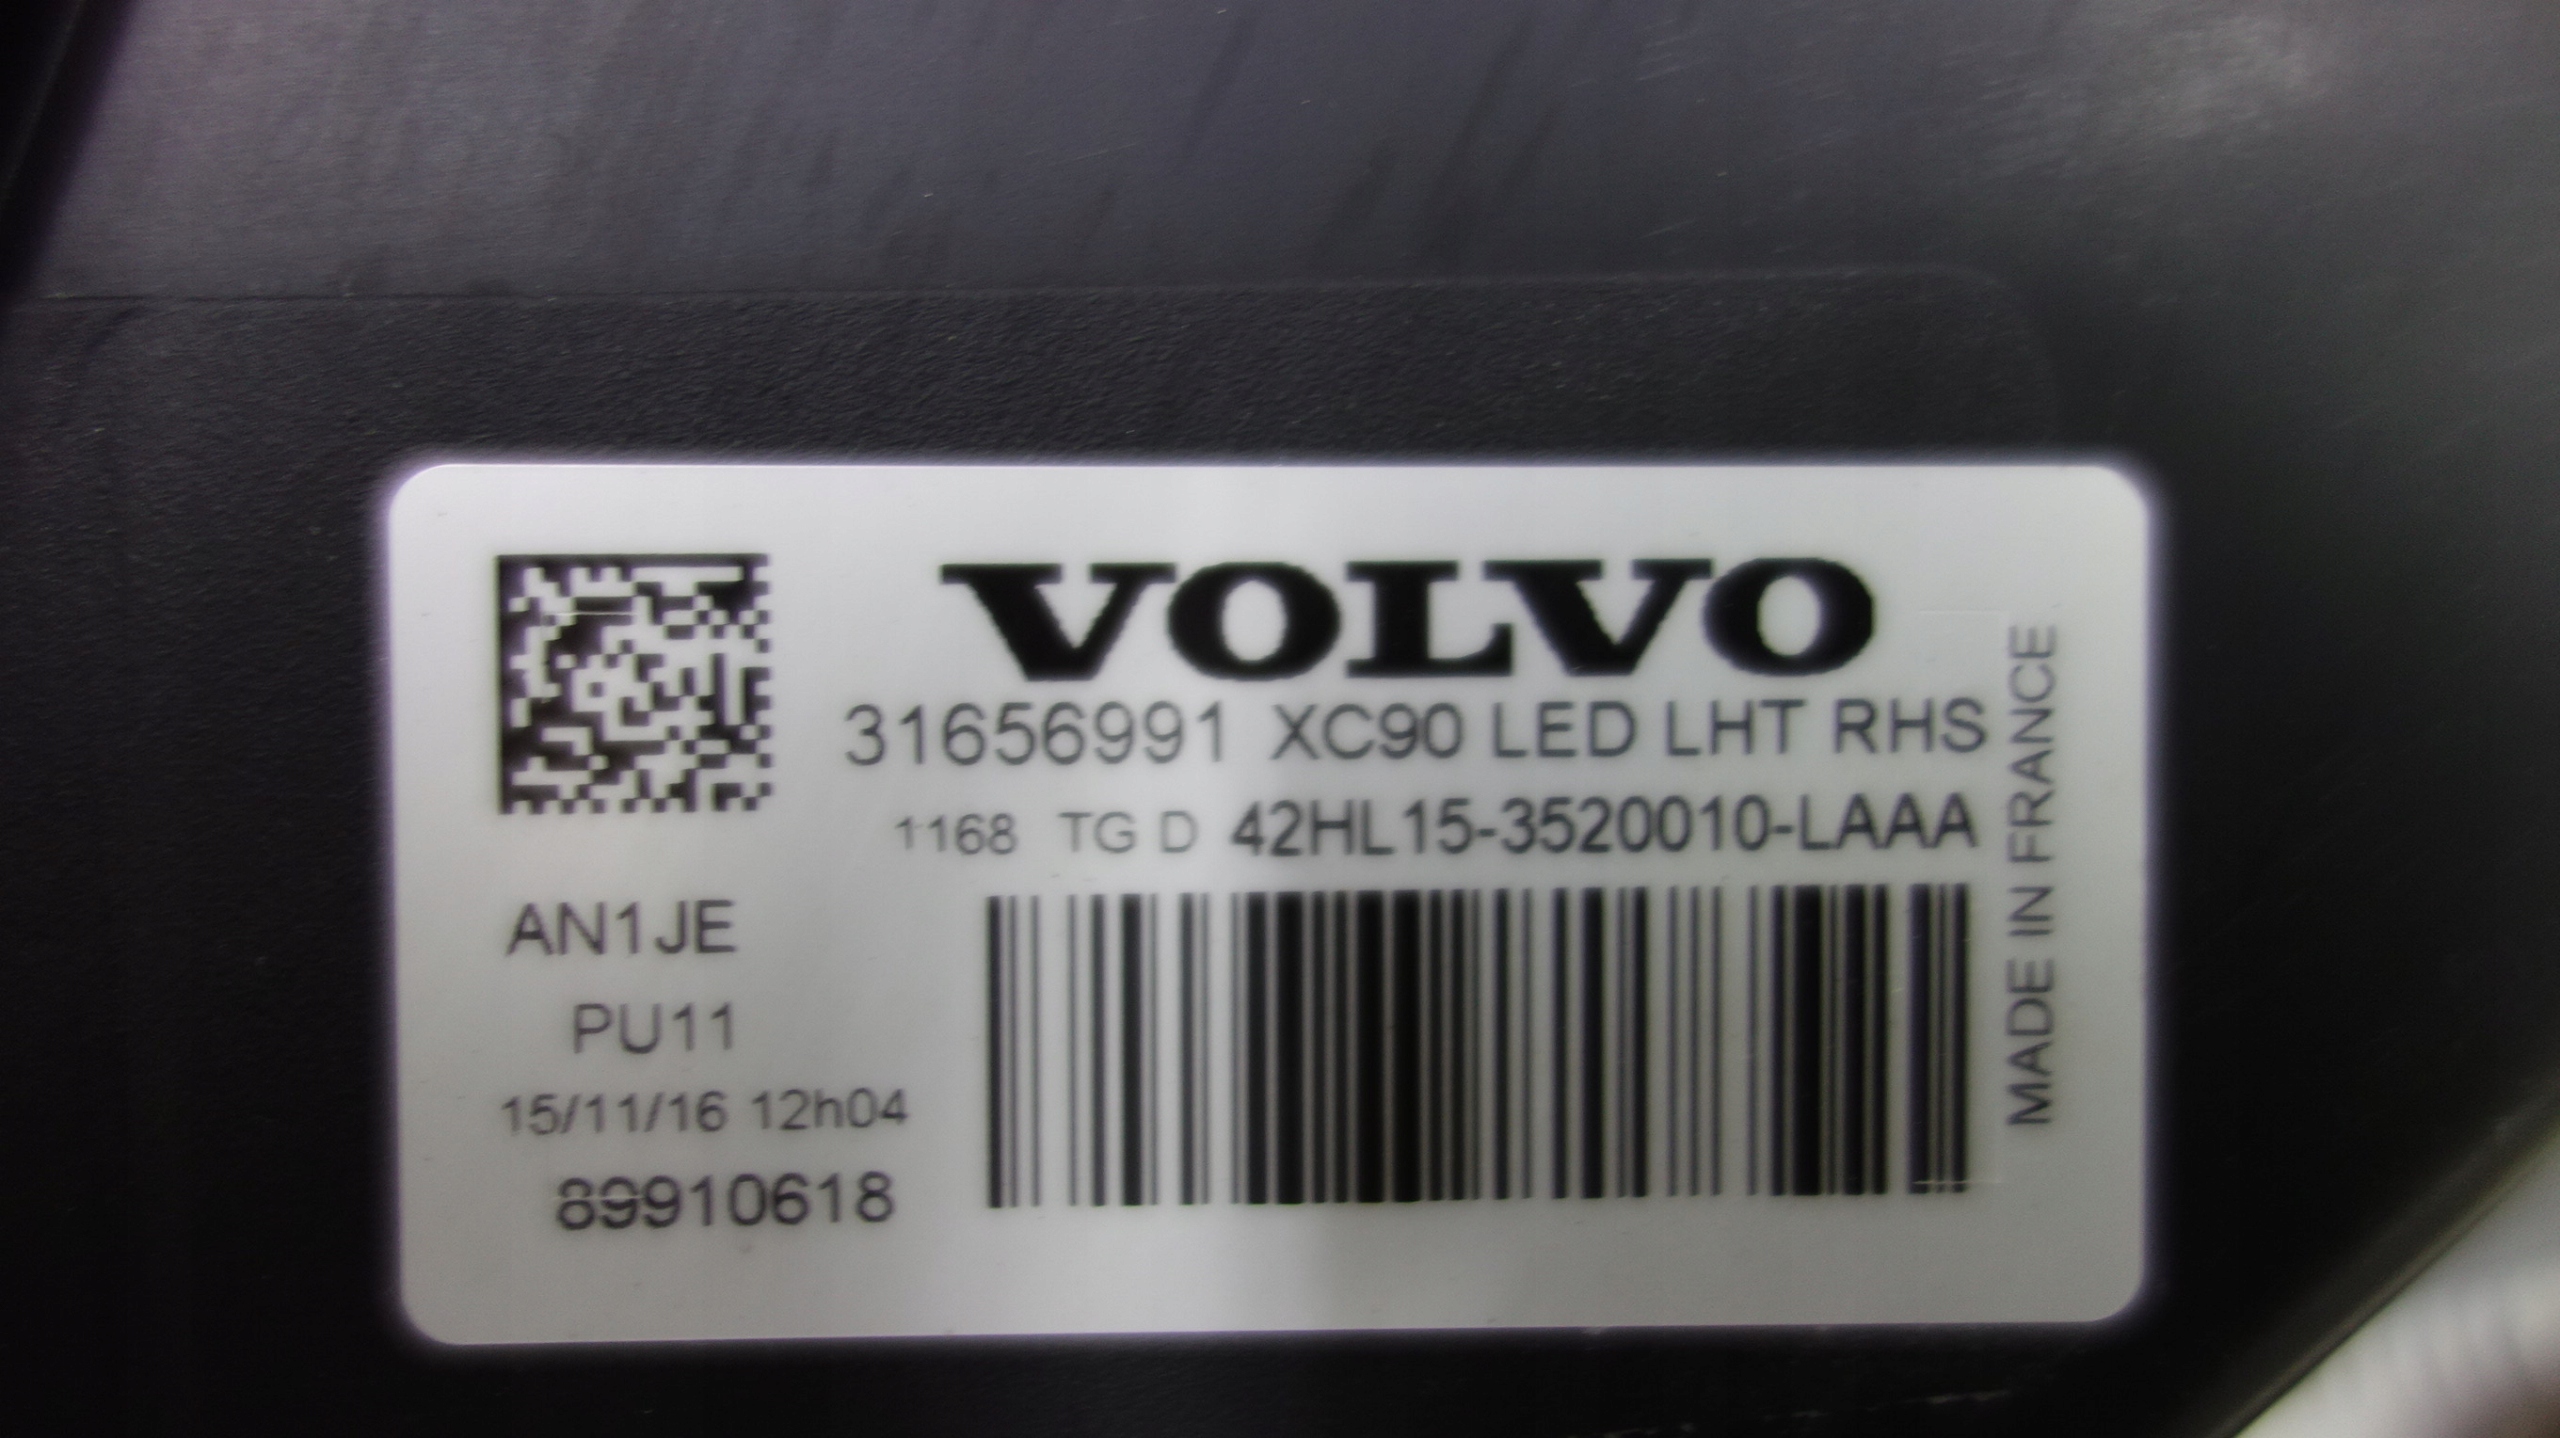 VOLVO
31656991 XC90 LED LHT RHS
1168 TG D 42HL15-3520010-LAAA
AN1JE
PU11
15/11/16 12h04
89910618
MADE IN FRANCE